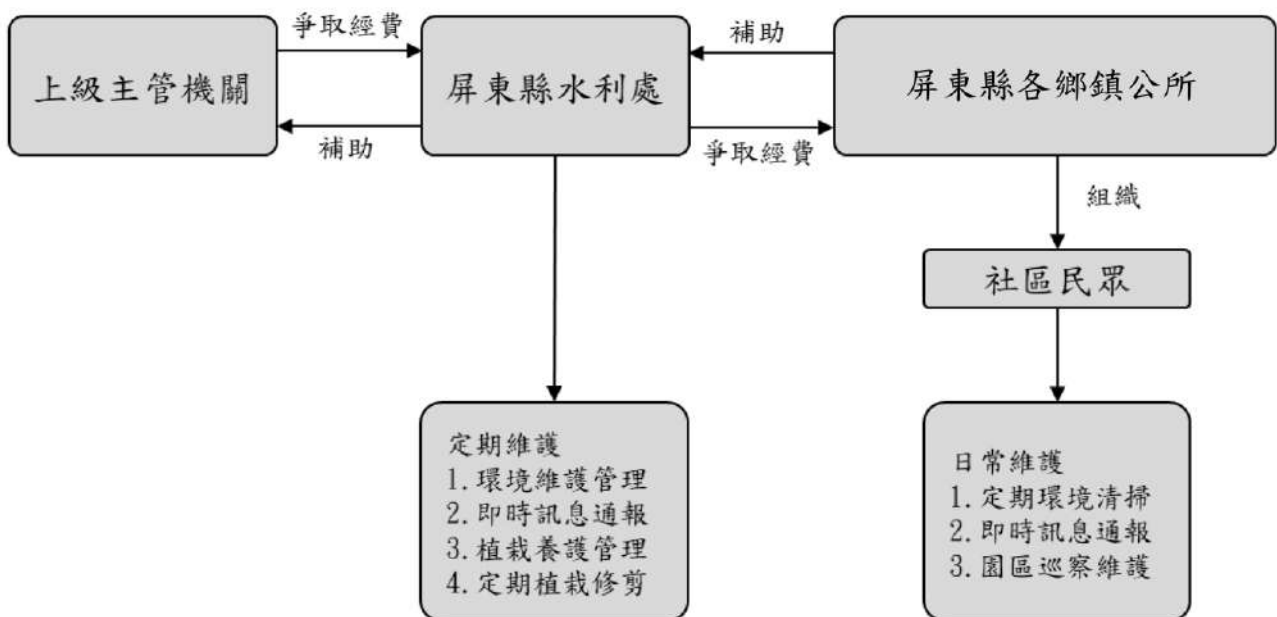 爭取經費
補助
上級主管機關
屏東縣水利處
屏東縣各鄉鎮公所
補助
爭取經費
組織
社區民眾
定期維護
1.環境維護管理
2.即時訊息通報
3.植栽養護管理
4.定期植栽修剪
日常維護
1.定期環境清掃
2.即時訊息通報
3.園區巡察維護